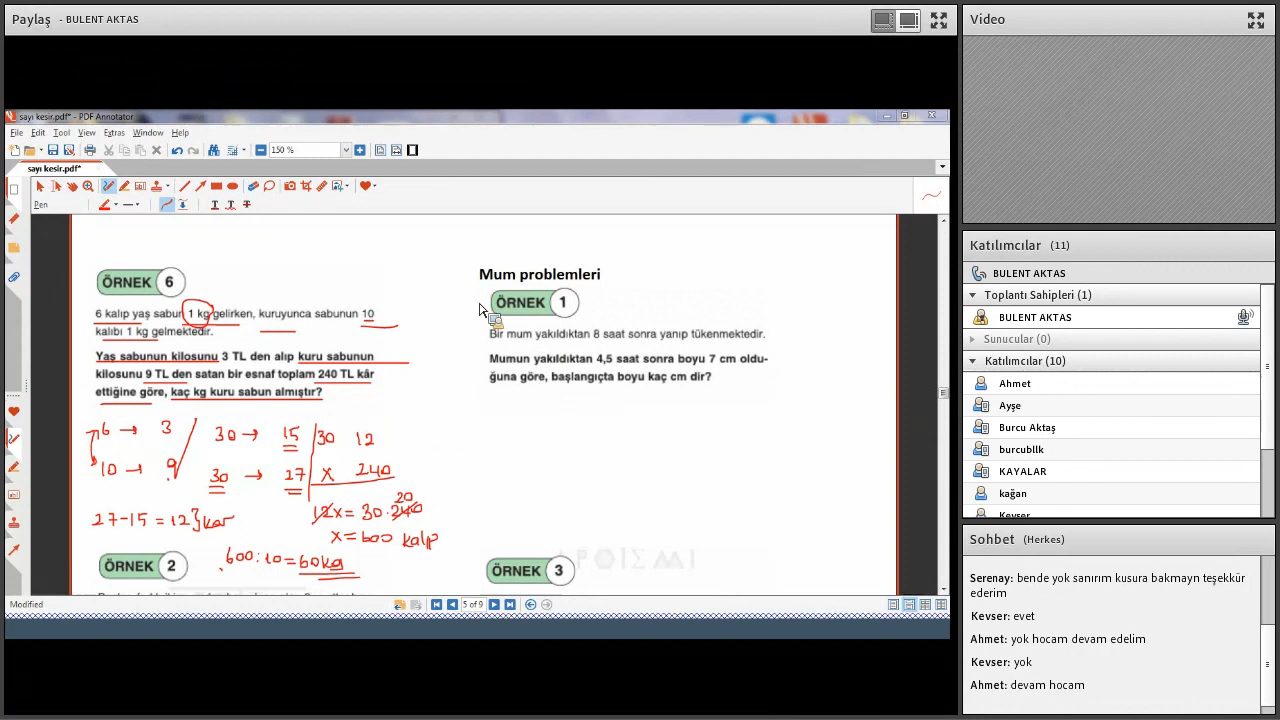 Paylaş - BULENT AKTAS
sayı kesir.pdf* - PDF Annotator
File Edit Tool View Extras Window Help
150 %
sayı kesir.pdf*
Pen
ÖRNEK 6
6 kalıp yaş sabun 1 kg gelirken, kuruyunca sabunun 10
kalıbı 1 kg gelmektedir.
Yaş sabunun kilosunu 3 TL den alıp kuru sabunun
kilosunu 9 TL den satan bir esnaf toplam 240 TL kâr
ettiğine göre, kaç kg kuru sabun almıştır?
6 → 3
10 → 9
30 → 15
30 → 27
30 12
x 240
27-15 = 12 } kar
12x = 30.240
20
x = 600 kalıp
600:10 = 60kg
ÖRNEK 2
Mum problemleri
ÖRNEK 1
Bir mum yakıldıktan 8 saat sonra yanıp tükenmektedir.
Mumun yakıldıktan 4,5 saat sonra boyu 7 cm oldu-
ğuna göre, başlangıçta boyu kaç cm dir?
ÖRNEK 3
Modified
5 of 9
Video
Katılımcılar (11)
BULENT AKTAS
Toplantı Sahipleri (1)
BULENT AKTAS
Sunucular (0)
Katılımcılar (10)
Ahmet
Ayşe
Burcu Aktaş
burcubllk
KAYALAR
kağan
Kevser
Sohbet (Herkes)
Serenay: bende yok sanırım kusura bakmayn teşekkür
ederim
Kevser: evet
Ahmet: yok hocam devam edelim
Kevser: yok
Ahmet: devam hocam